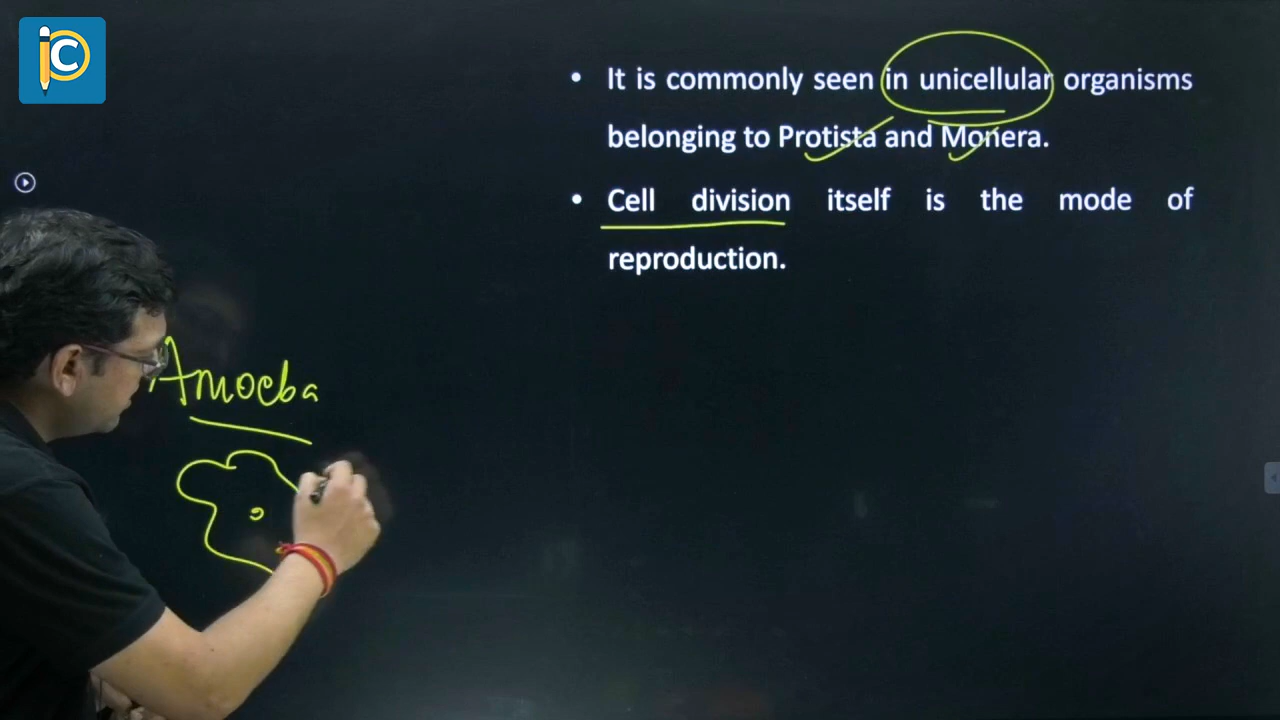 C
It is commonly seen in unicellular organisms
belonging to Protista and Monera.
Cell division itself is the mode of
reproduction.
Amoeba